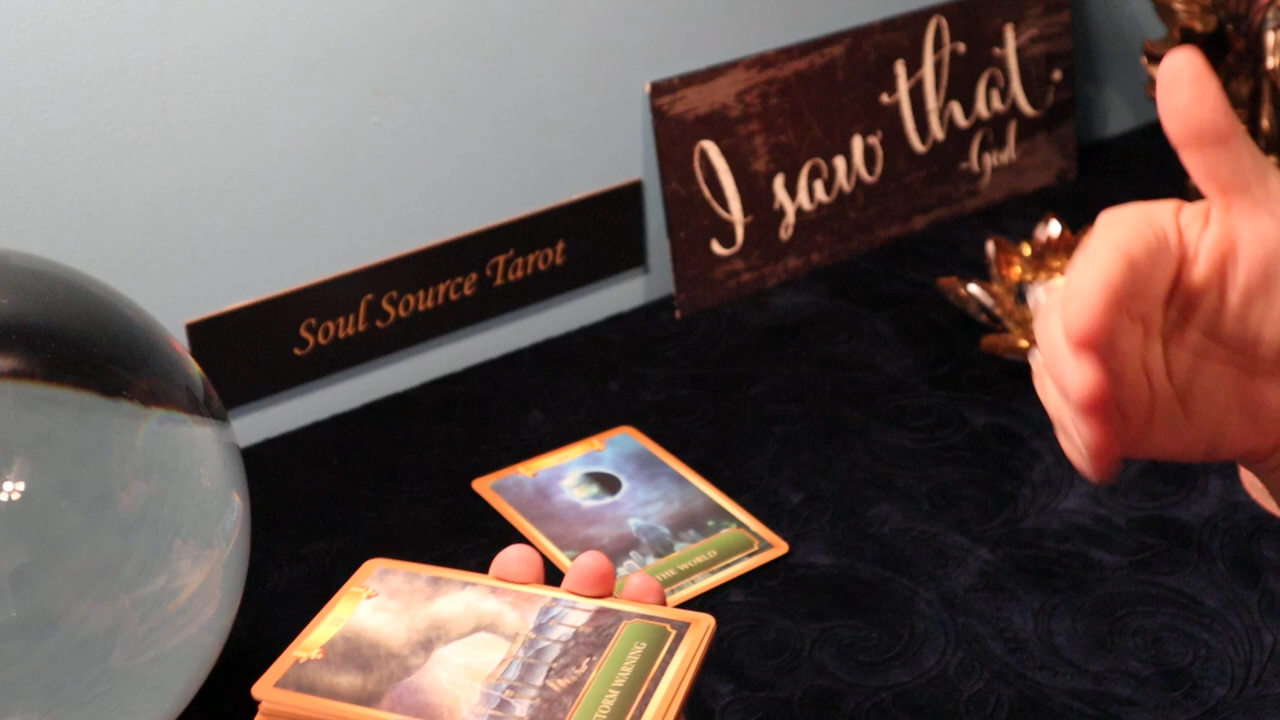 I saw that.
-God
Soul Source Tarot
THE WORLD
STORM WARNING